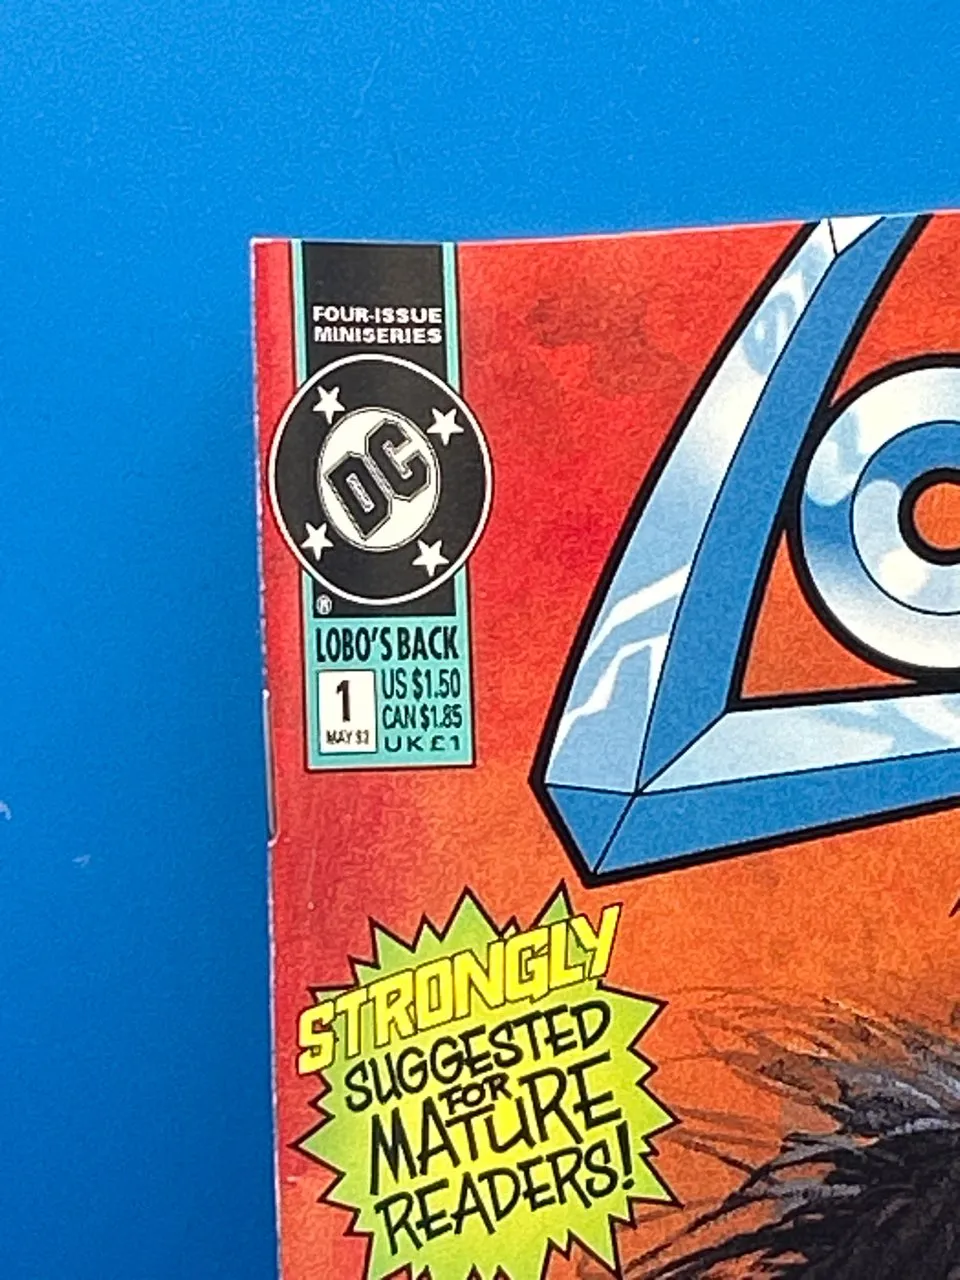 FOUR-ISSUE
MINISERIES
DC
®
LOBO'S BACK
1
MAY 92
US $1.50
CAN $1.85
UK £1
LO
STRONGLY
SUGGESTED
FOR
MATURE
READERS!